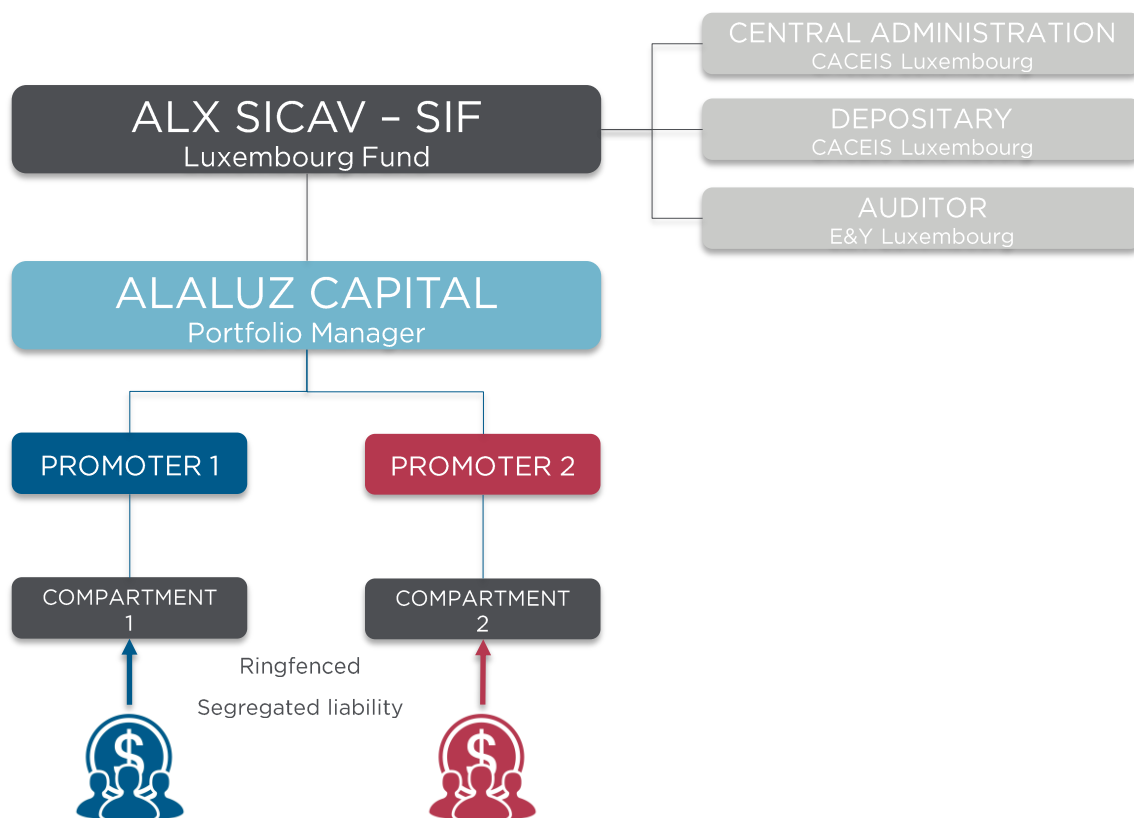 CENTRAL ADMINISTRATION
CACEIS Luxembourg
ALX SICAV – SIF
Luxembourg Fund
DEPOSITARY
CACEIS Luxembourg
AUDITOR
E&Y Luxembourg
ALALUZ CAPITAL
Portfolio Manager
PROMOTER 1
PROMOTER 2
COMPARTMENT
1
COMPARTMENT
2
Ringfenced
Segregated liability
$
$